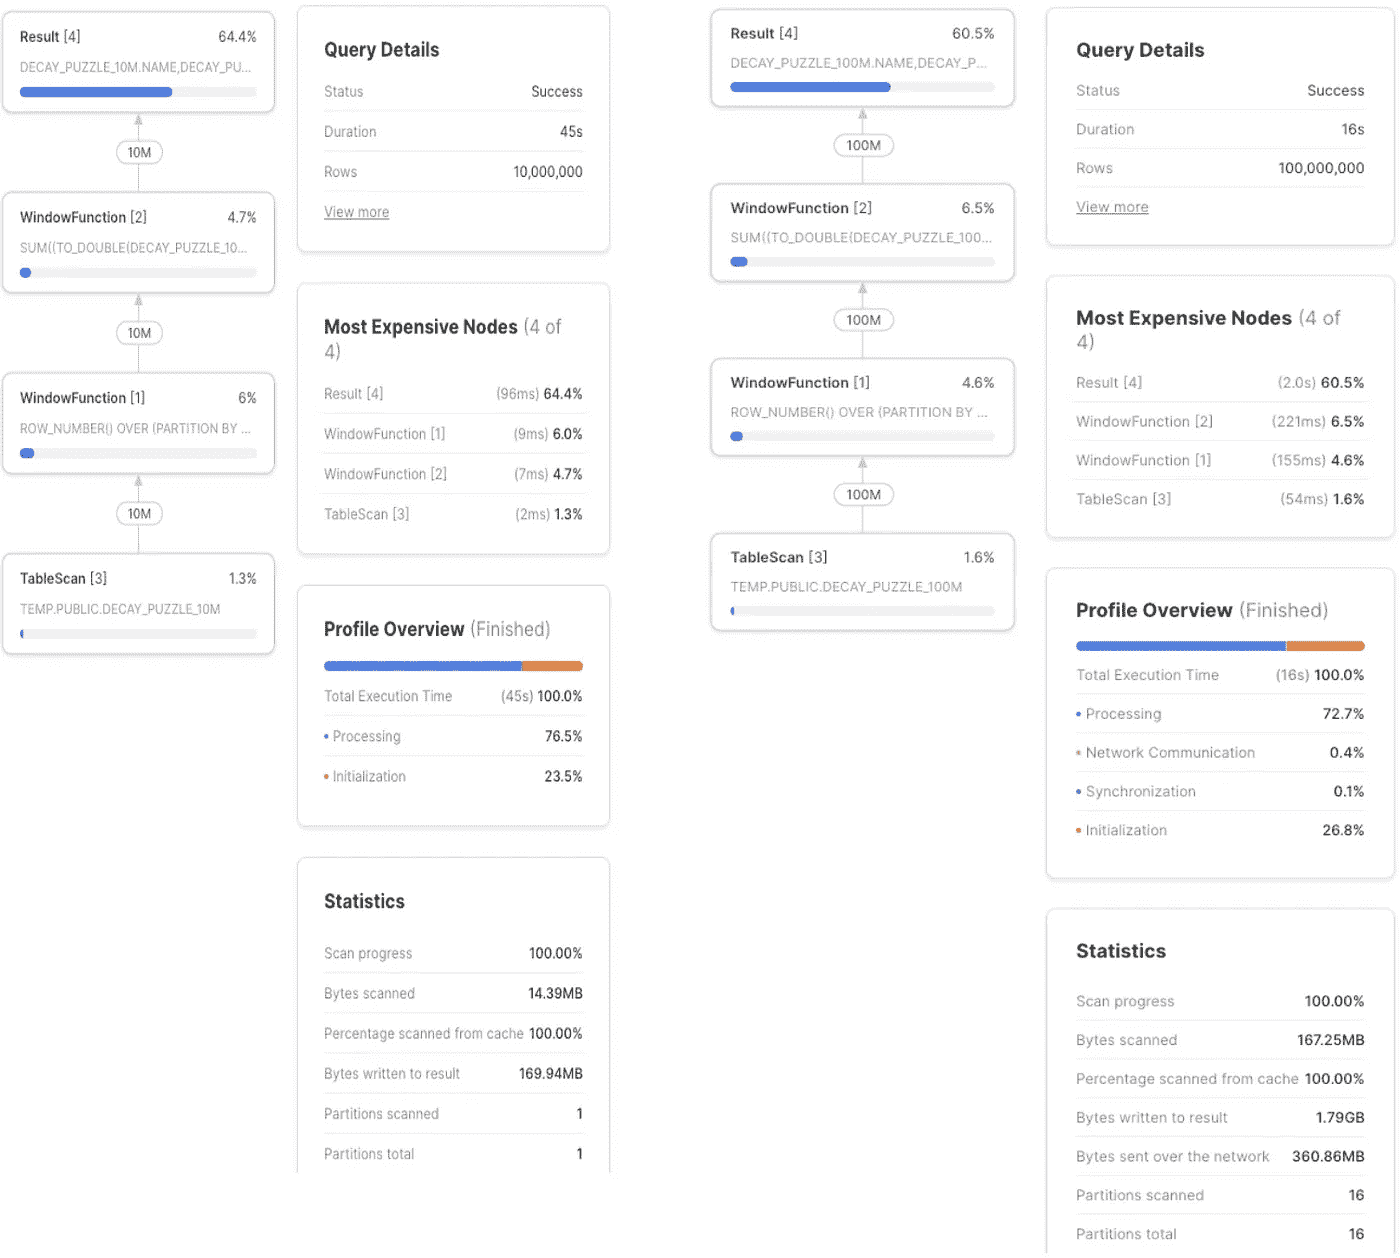 Result [4] 64.4%
DECAY_PUZZLE_10M.NAME,DECAY_PU...
10M
WindowFunction [2] 4.7%
SUM((TO_DOUBLE(DECAY_PUZZLE_10...
10M
WindowFunction [1] 6%
ROW_NUMBER() OVER (PARTITION BY ...
10M
TableScan [3] 1.3%
TEMP.PUBLIC.DECAY_PUZZLE_10M
Query Details
Status Success
Duration 45s
Rows 10,000,000
View more
Most Expensive Nodes (4 of
4)
Result [4] (96ms) 64.4%
WindowFunction [1] (9ms) 6.0%
WindowFunction [2] (7ms) 4.7%
TableScan [3] (2ms) 1.3%
Profile Overview (Finished)
Total Execution Time (45s) 100.0%
Processing 76.5%
Initialization 23.5%
Statistics
Scan progress 100.00%
Bytes scanned 14.39MB
Percentage scanned from cache 100.00%
Bytes written to result 169.94MB
Partitions scanned 1
Partitions total 1
Result [4] 60.5%
DECAY_PUZZLE_100M.NAME,DECAY_P...
100M
WindowFunction [2] 6.5%
SUM((TO_DOUBLE(DECAY_PUZZLE_100...
100M
WindowFunction [1] 4.6%
ROW_NUMBER() OVER (PARTITION BY ...
100M
TableScan [3] 1.6%
TEMP.PUBLIC.DECAY_PUZZLE_100M
Query Details
Status Success
Duration 16s
Rows 100,000,000
View more
Most Expensive Nodes (4 of
4)
Result [4] (2.0s) 60.5%
WindowFunction [2] (221ms) 6.5%
WindowFunction [1] (155ms) 4.6%
TableScan [3] (54ms) 1.6%
Profile Overview (Finished)
Total Execution Time (16s) 100.0%
Processing 72.7%
Network Communication 0.4%
Synchronization 0.1%
Initialization 26.8%
Statistics
Scan progress 100.00%
Bytes scanned 167.25MB
Percentage scanned from cache 100.00%
Bytes written to result 1.79GB
Bytes sent over the network 360.86MB
Partitions scanned 16
Partitions total 16